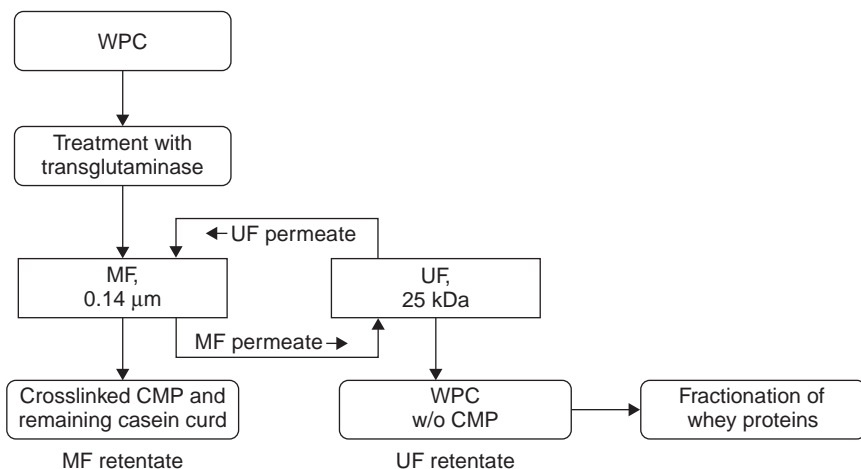 WPC
Treatment with
transglutaminase
UF permeate
MF,
0.14 μm
UF,
25 kDa
MF permeate
Crosslinked CMP and
remaining casein curd
WPC
w/o CMP
Fractionation of
whey proteins
MF retentate
UF retentate